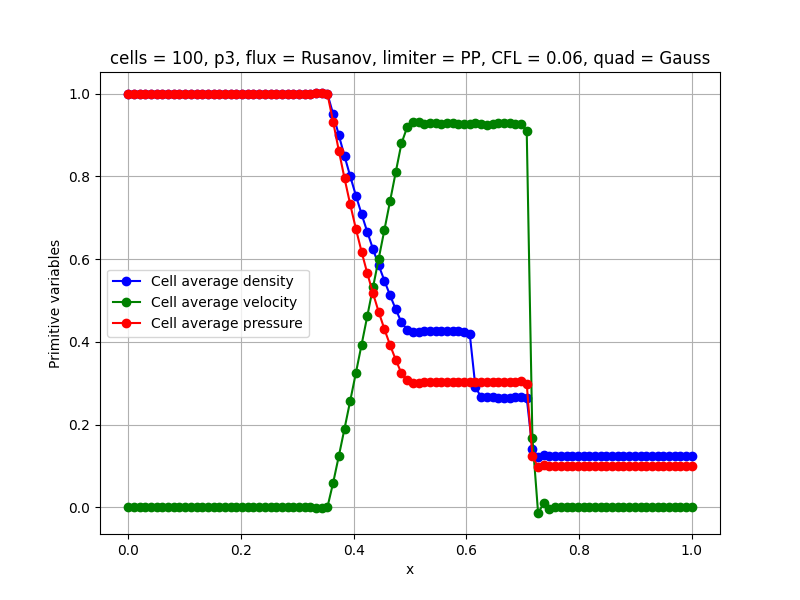 cells = 100, p3, flux = Rusanov, limiter = PP, CFL = 0.06, quad = Gauss
1.0
0.8
0.6
0.4
0.2
0.0
Primitive variables
Cell average density
Cell average velocity
Cell average pressure
0.0 0.2 0.4 0.6 0.8 1.0
x